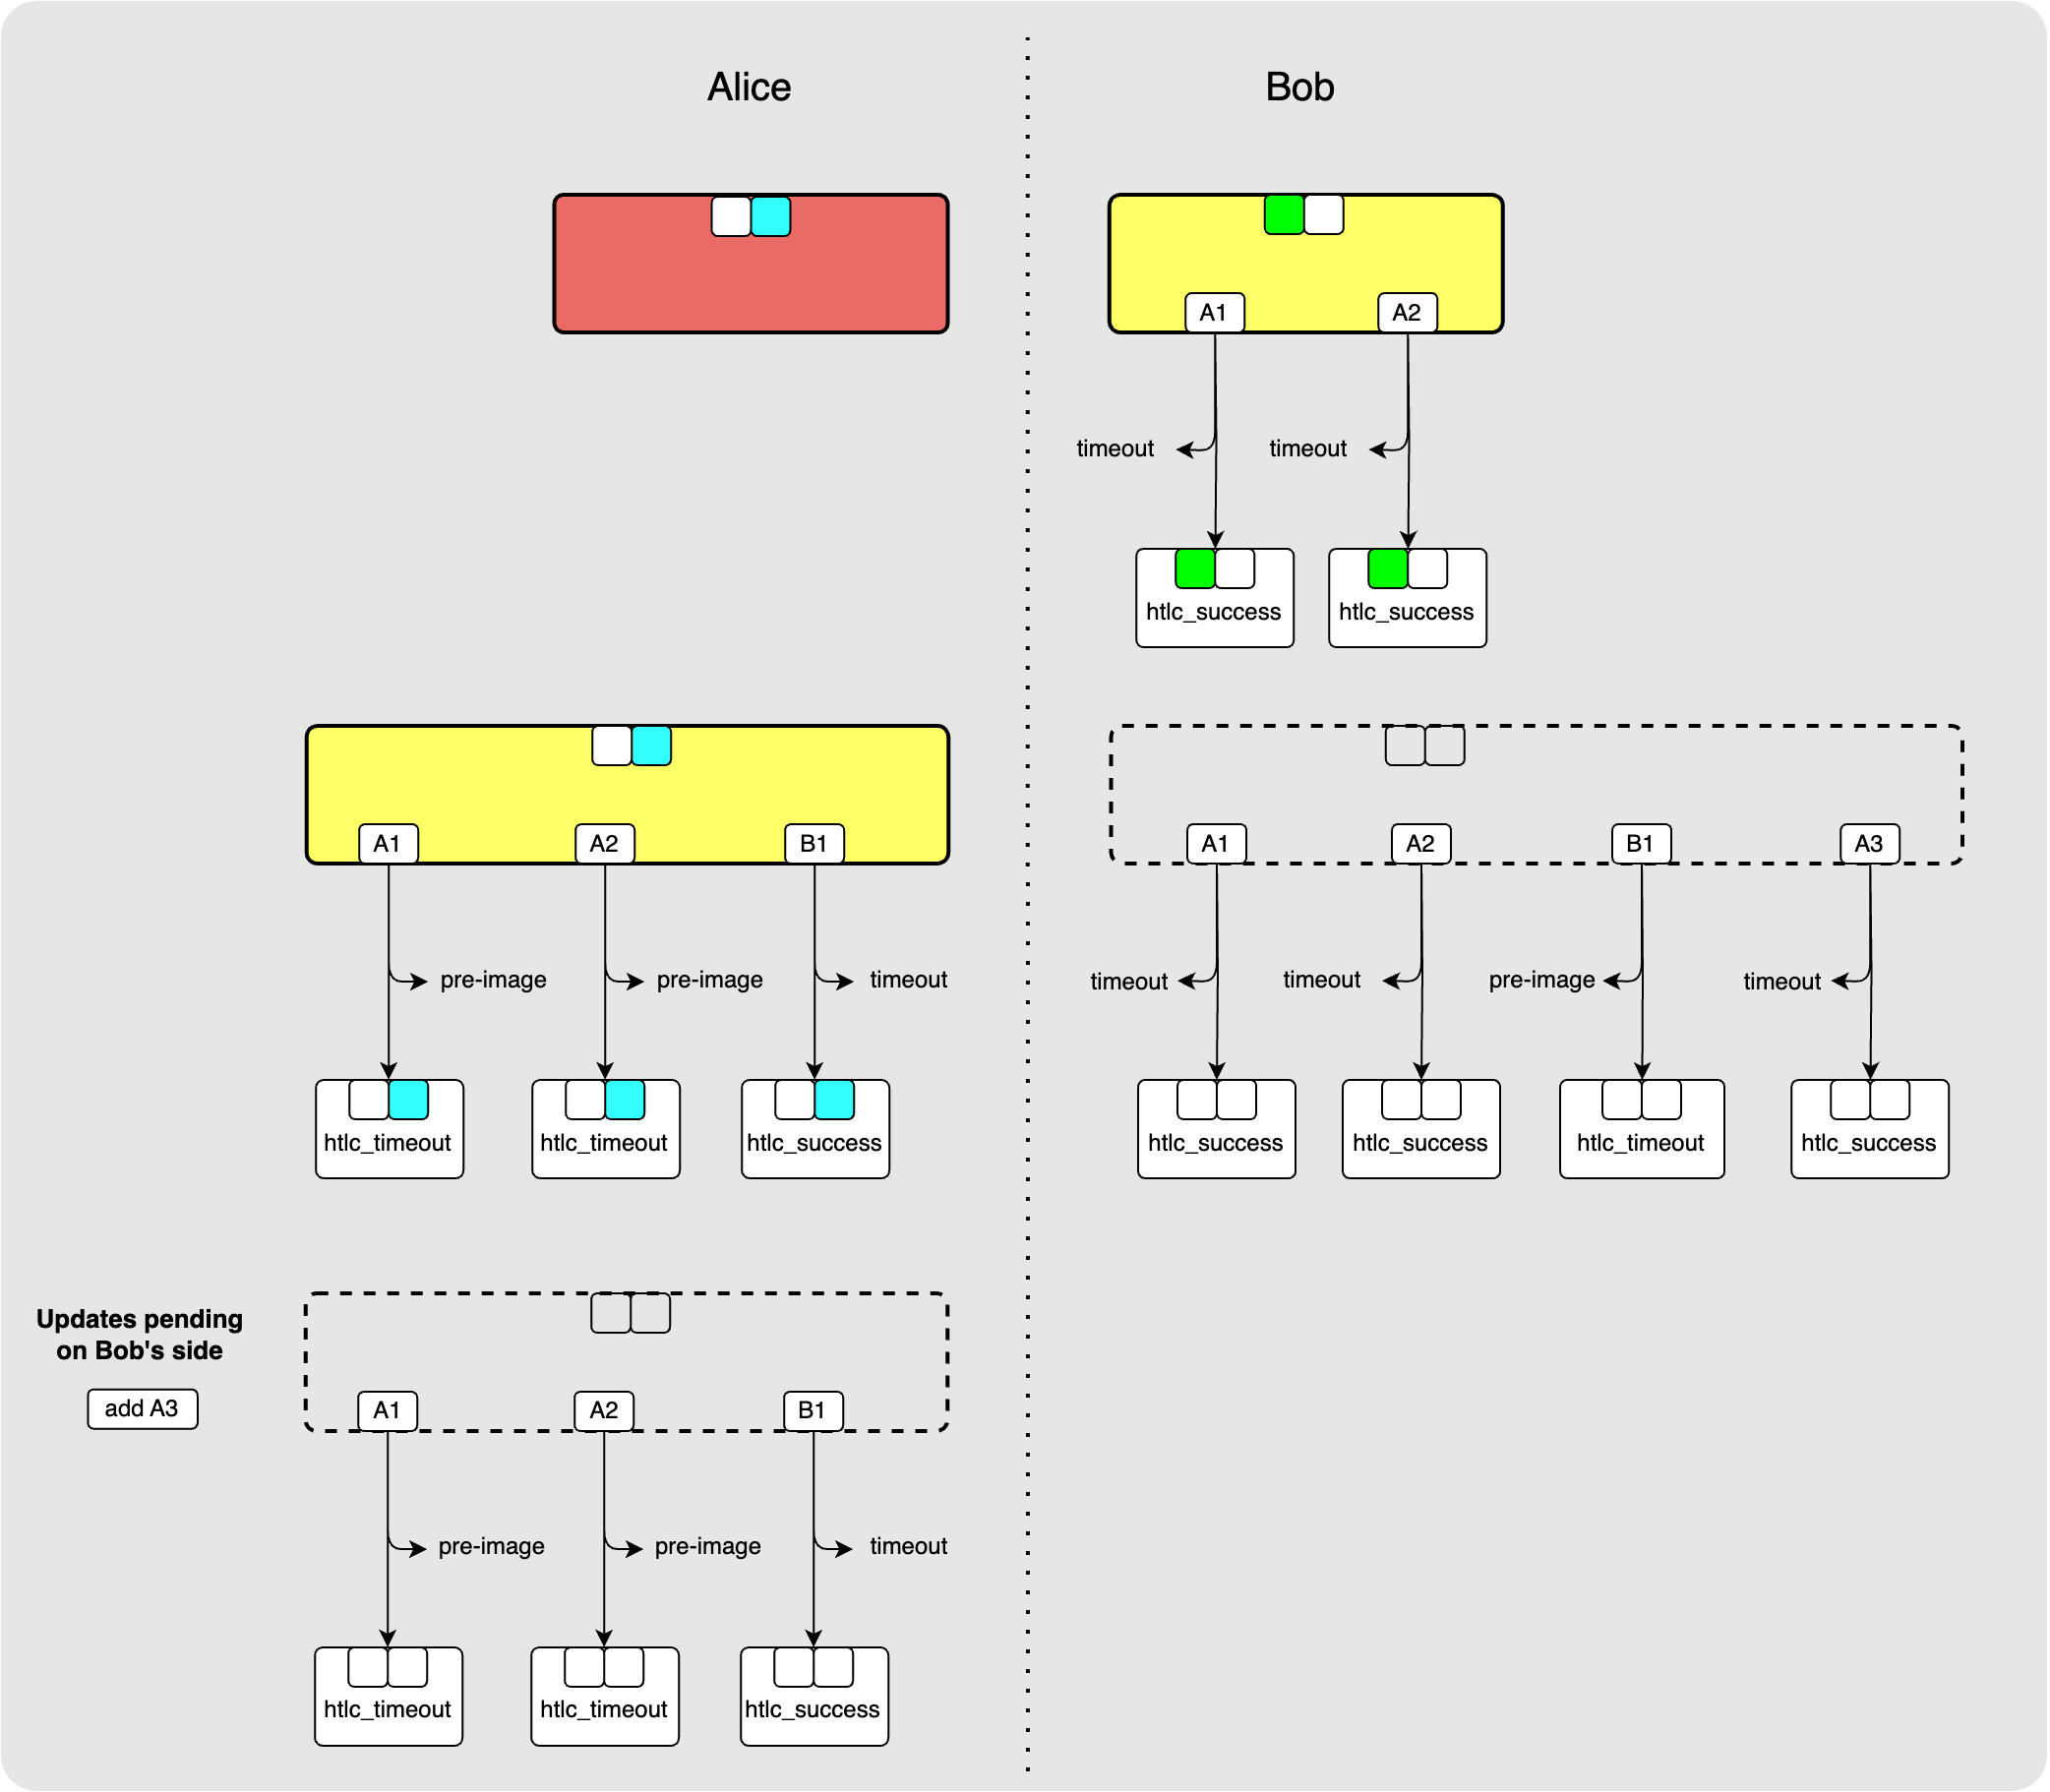 Alice
Bob
A1
A2
timeout
timeout
htlc_success
htlc_success
A1
A2
B1
pre-image
pre-image
timeout
htlc_timeout
htlc_timeout
htlc_success
A1
A2
B1
A3
timeout
timeout
pre-image
timeout
htlc_success
htlc_success
htlc_timeout
htlc_success
Updates pending
on Bob's side
add A3
A1
A2
B1
pre-image
pre-image
timeout
htlc_timeout
htlc_timeout
htlc_success